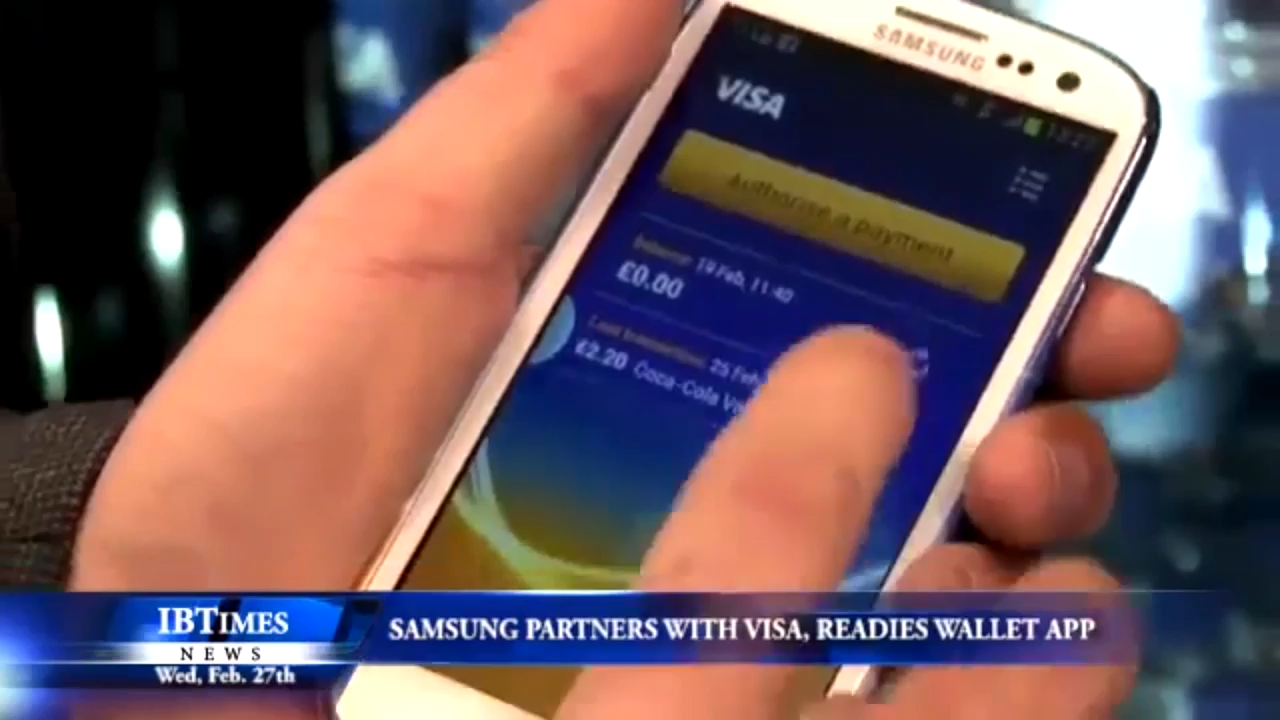 SAMSUNG
VISA
Authorise a payment
Balance 19 Feb, 11:40
£0.00
Last transaction 25 Feb,
£2.20 Coca-Cola
IBTIMES
NEWS
SAMSUNG PARTNERS WITH VISA, READIES WALLET APP
Wed, Feb. 27th